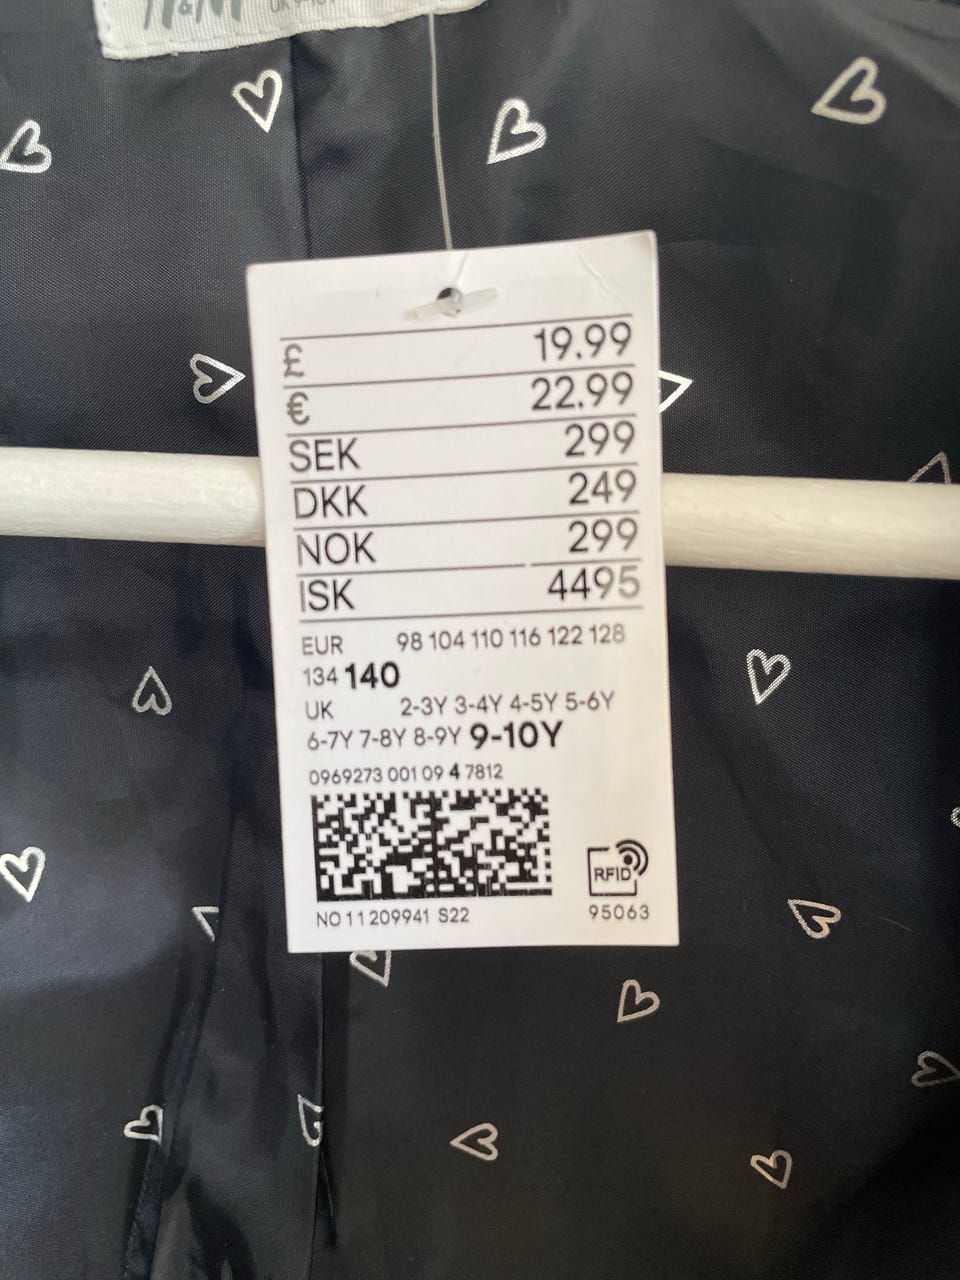 H&M
£ 19.99
€ 22.99
SEK 299
DKK 249
NOK 299
ISK 4495
EUR 98 104 110 116 122 128
134 140
UK 2-3Y 3-4Y 4-5Y 5-6Y
6-7Y 7-8Y 8-9Y 9-10Y
0969273 001 09 4 7812
RFID
NO 11 209941 S22 95063